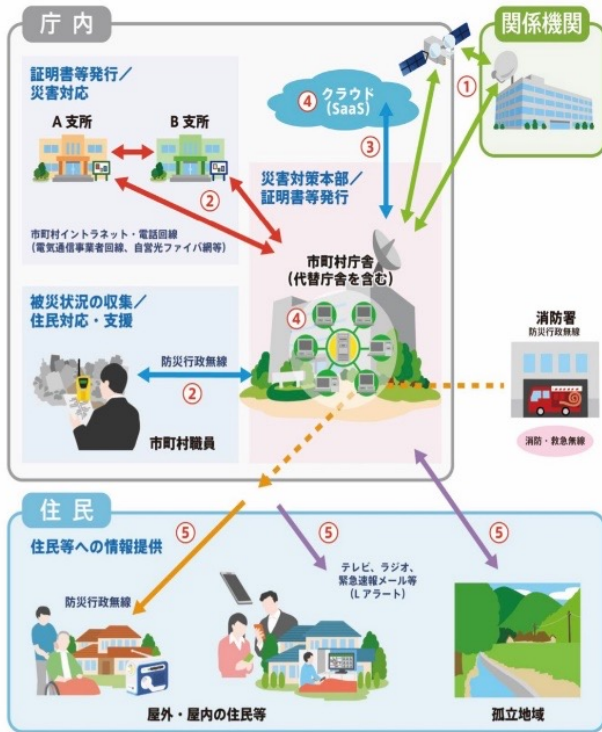 庁内
関係機関
証明書等発行／
災害対応
A支所
B支所
④
クラウド
(SaaS)
①
③
②
市町村イントラネット・電話回線
(電気通信事業者回線、自営光ファイバ網等)
災害対策本部／
証明書等発行
市町村庁舎
(代替庁舎を含む)
④
被災状況の収集／
住民対応・支援
防災行政無線
②
市町村職員
消防署
防災行政無線
消防・救急無線
住民
住民等への情報提供
⑤
⑤
⑤
防災行政無線
テレビ、ラジオ、
緊急速報メール等
(Lアラート)
屋外・屋内の住民等
孤立地域